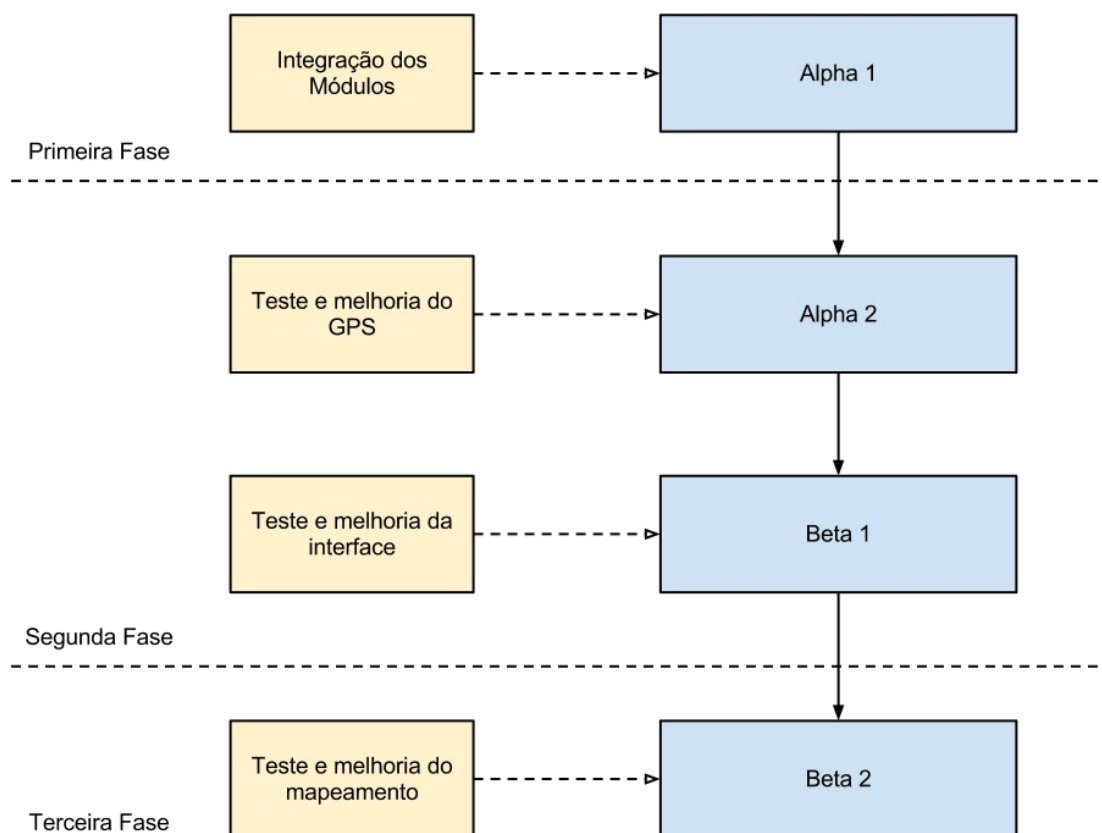 Integração dos
Módulos
Alpha 1
Primeira Fase
Teste e melhoria do
GPS
Alpha 2
Teste e melhoria da
interface
Beta 1
Segunda Fase
Teste e melhoria do
mapeamento
Beta 2
Terceira Fase